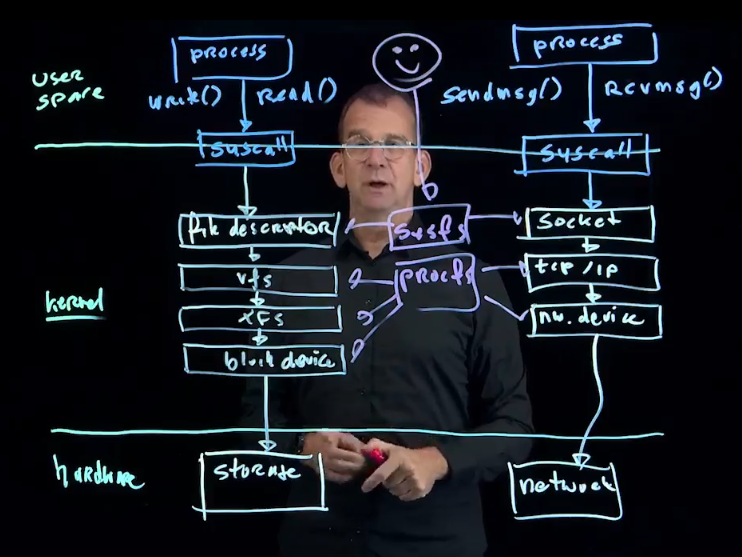 process
process
user
space
write()
read()
sendmsg()
recvmsg()
syscall
syscall
file descriptor
sysfs
socket
vfs
procfs
tcp/ip
kernel
XFS
nw. device
block device
hardware
storage
network